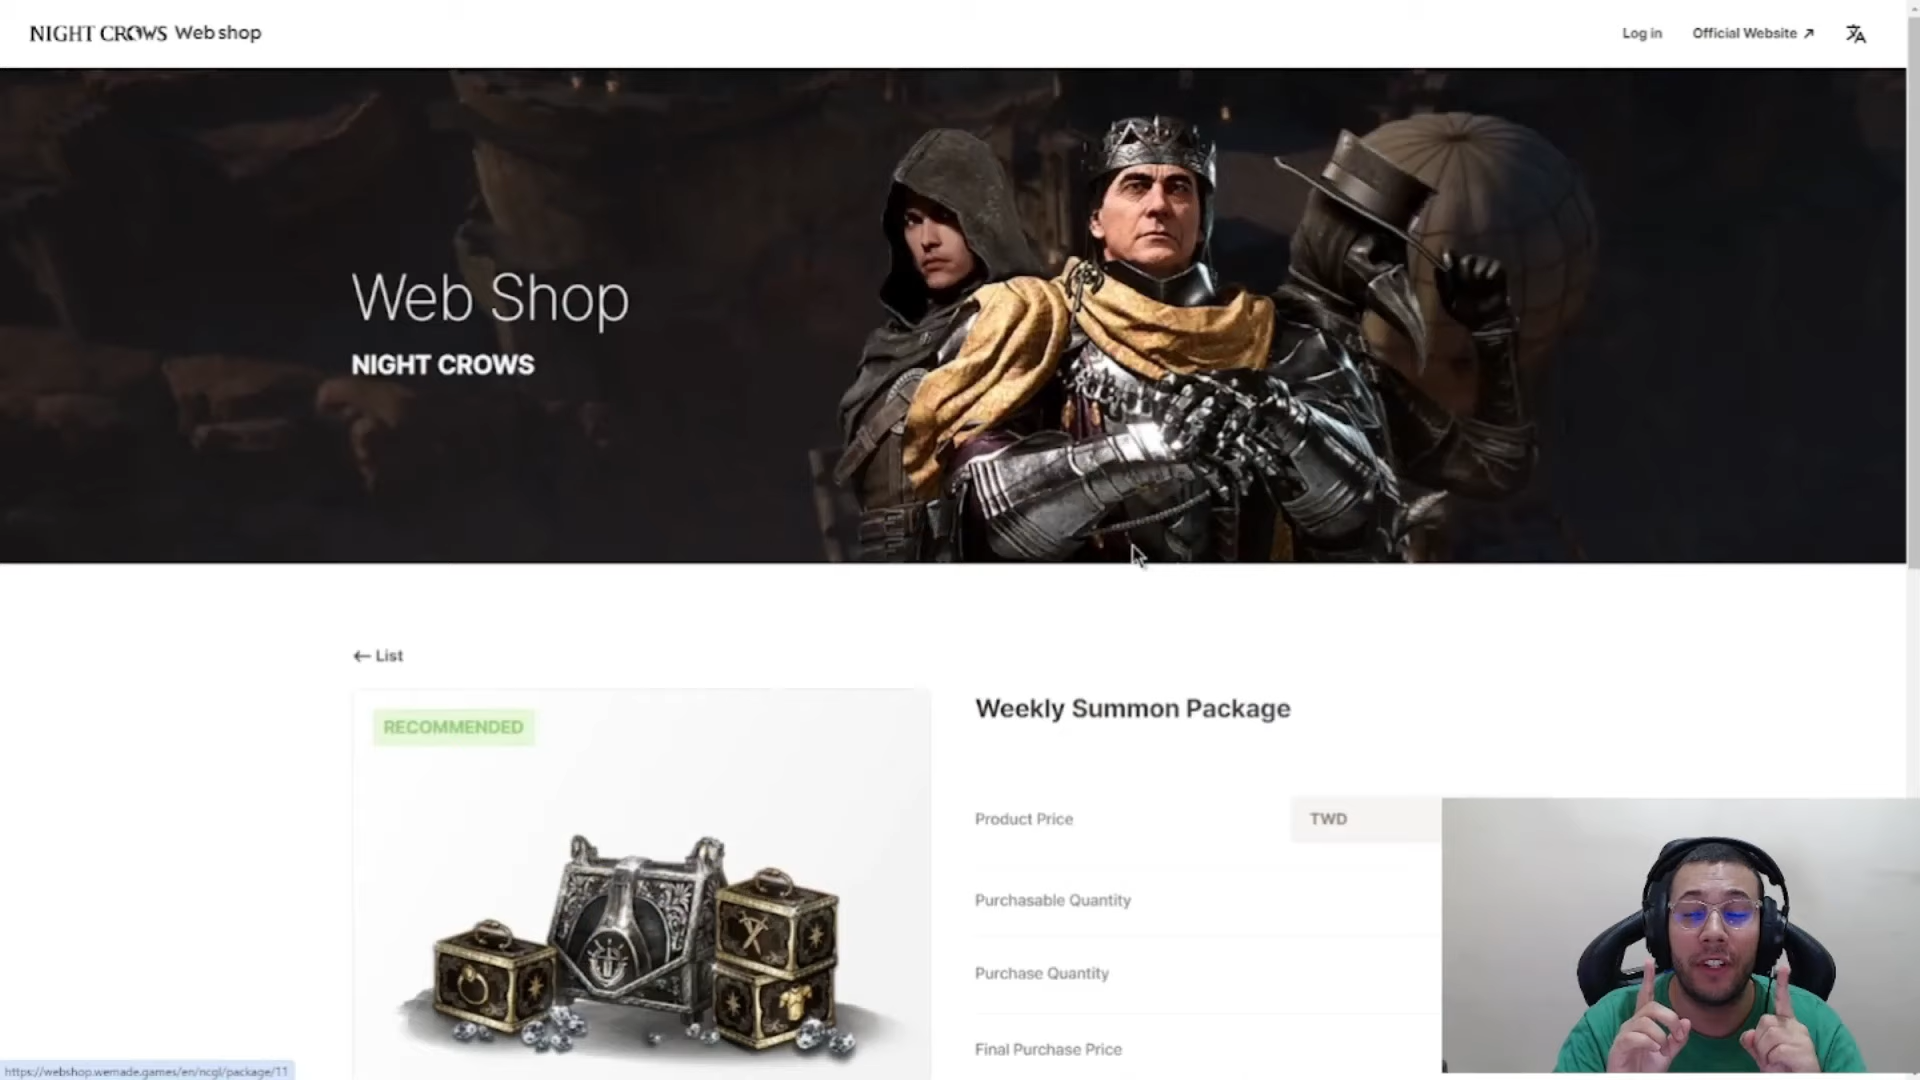 NIGHT CROWS Web shop
Log in
Official Website
Web Shop
NIGHT CROWS
List
RECOMMENDED
Weekly Summon Package
Product Price
TWD
Purchasable Quantity
Purchase Quantity
Final Purchase Price
https://webshop.wemade.games/en/ncgl/package/11